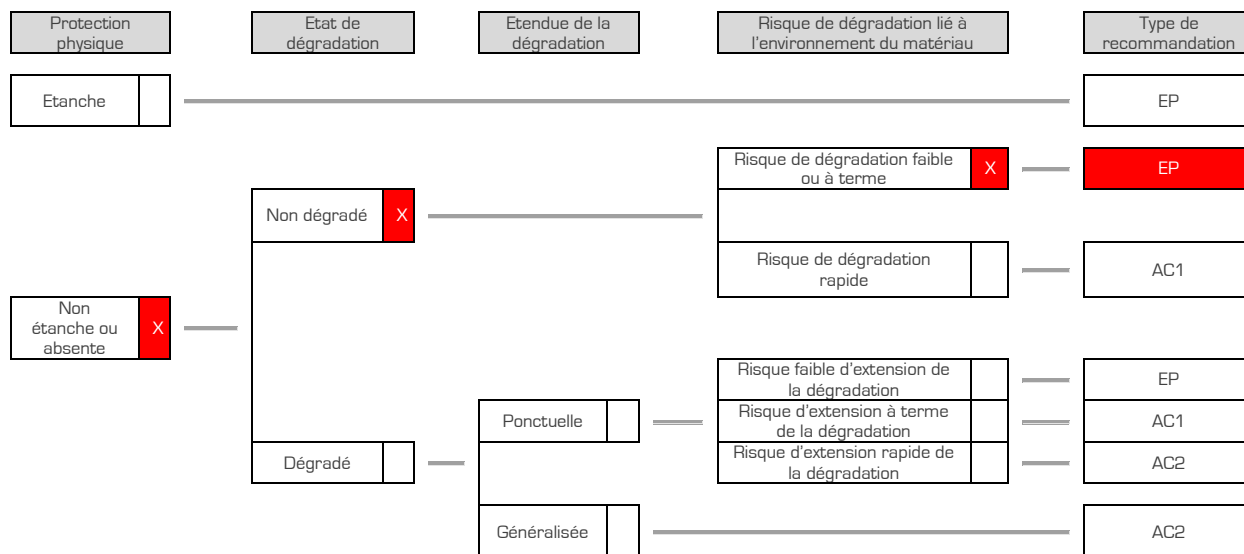 Protection
physique
Etat de
dégradation
Etendue de la
dégradation
Risque de dégradation lié à
l'environnement du matériau
Type de
recommandation
Etanche
EP
Risque de dégradation faible
ou à terme
X
EP
Non dégradé
X
Risque de dégradation
rapide
AC1
Non
étanche ou
absente
X
Risque faible d'extension de
la dégradation
EP
Ponctuelle
Risque d'extension à terme
de la dégradation
AC1
Dégradé
Risque d'extension rapide de
la dégradation
AC2
Généralisée
AC2